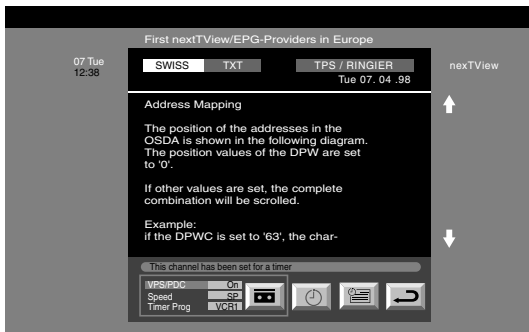 First nextTView/EPG-Providers in Europe
07 Tue
12:38
SWISS TXT TPS / RINGIER
Tue 07. 04 .98
nexTView
Address Mapping
The position of the addresses in the
OSDA is shown in the following diagram.
The position values of the DPW are set
to '0'.
If other values are set, the complete
combination will be scrolled.
Example:
if the DPWC is set to '63', the char-
This channel has been set for a timer
VPS/PDC On
Speed SP
Timer Prog VCR1